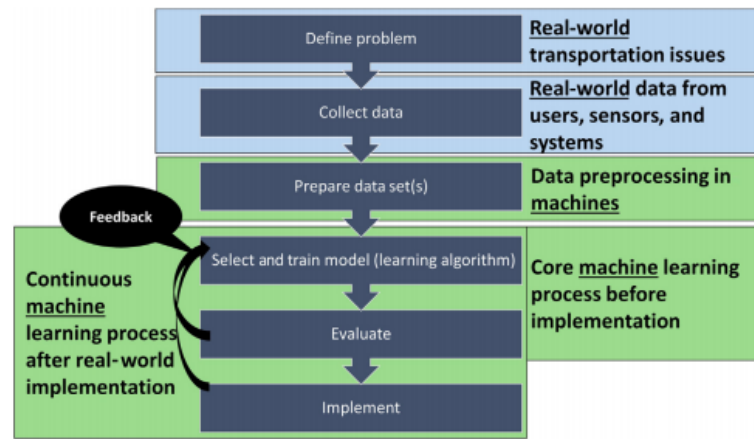 Define problem
Real-world
transportation issues
Collect data
Real-world data from
users, sensors, and
systems
Prepare data set(s)
Data preprocessing in
machines
Feedback
Select and train model (learning algorithm)
Continuous
machine
learning process
after real-world
implementation
Core machine learning
process before
implementation
Evaluate
Implement